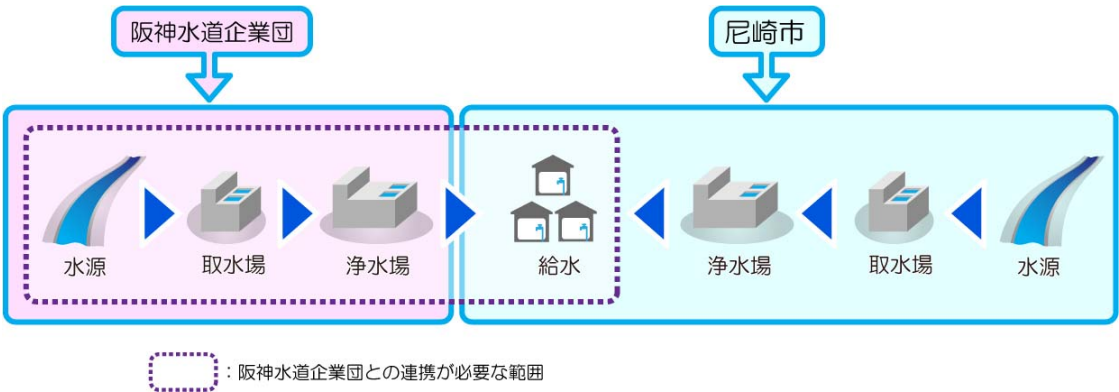 阪神水道企業団
尼崎市
水源
取水場
浄水場
給水
浄水場
取水場
水源
：阪神水道企業団との連携が必要な範囲